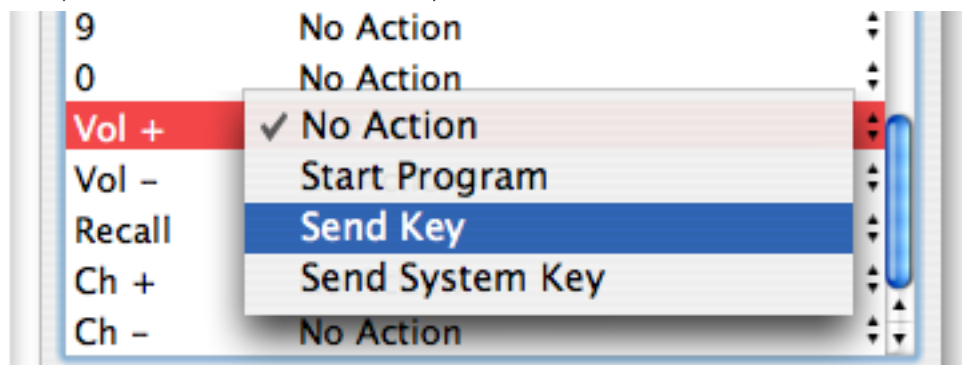 9 No Action
0 No Action
Vol + ✓ No Action
Vol – Start Program
Recall Send Key
Ch + Send System Key
Ch – No Action